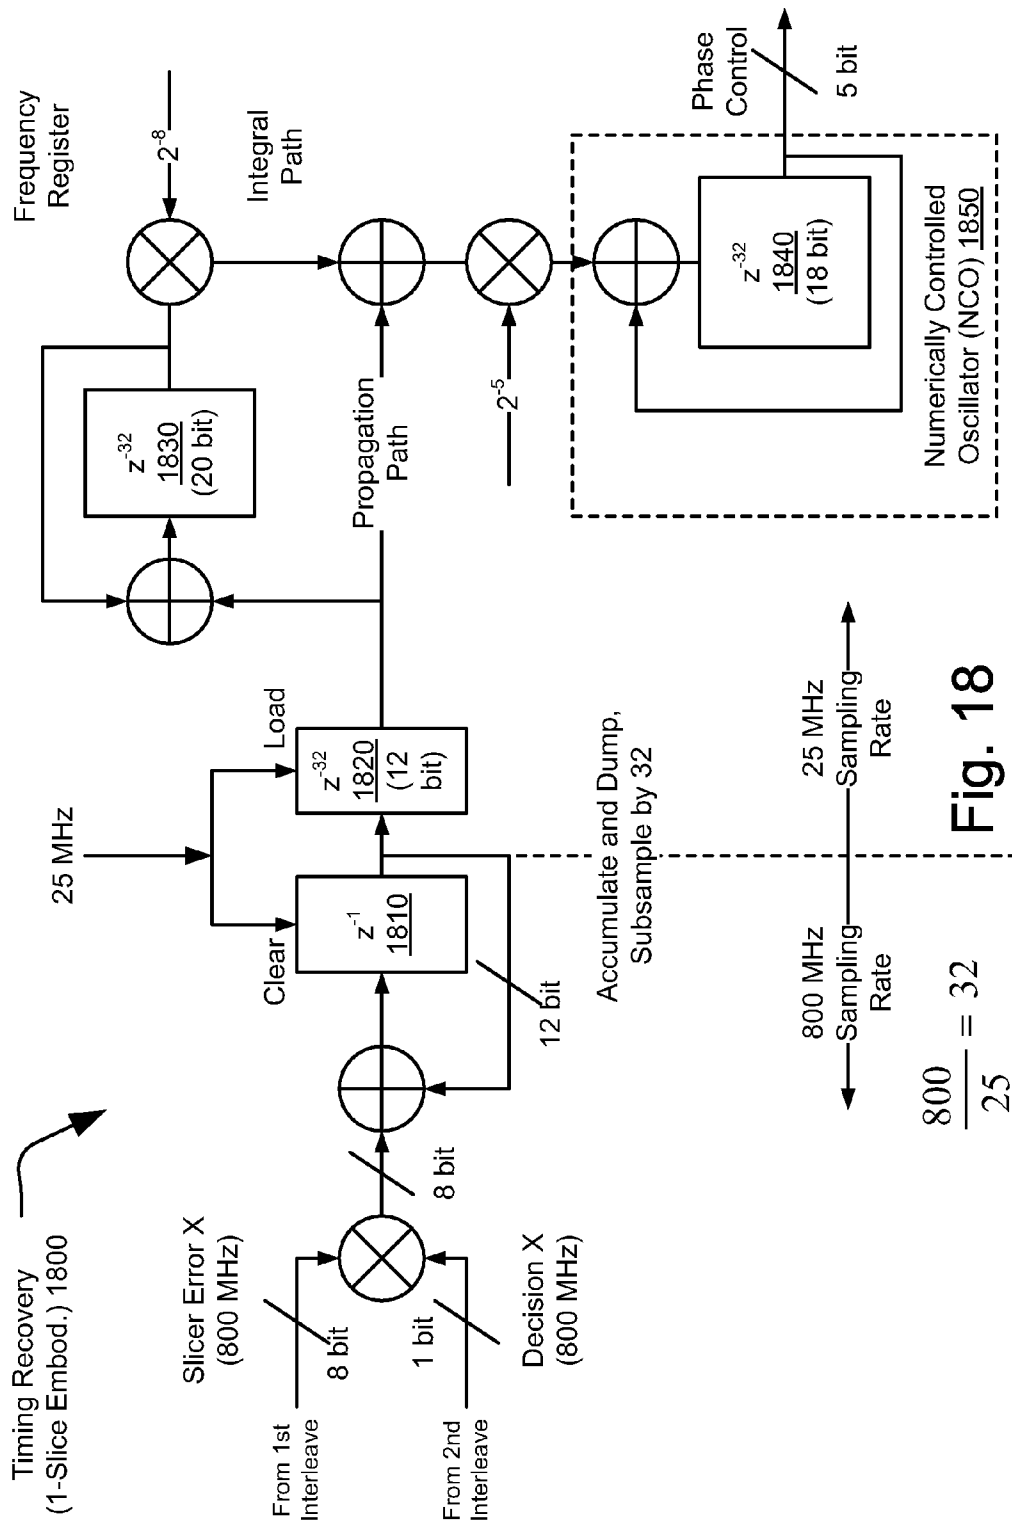 Timing Recovery
(1-Slice Embod.) 1800
From 1st
Interleave
From 2nd
Interleave
Slicer Error X
(800 MHz)
8 bit
1 bit
Decision X
(800 MHz)
8 bit
25 MHz
Clear
Load
z-1
1810
12 bit
z-32
1820
(12
bit)
Accumulate and Dump,
Subsample by 32
800 MHz
Sampling
Rate
25 MHz
Sampling
Rate
800
25
= 32
Propagation
Path
z-32
1830
(20 bit)
Frequency
Register
2-8
Integral
Path
2-5
z-32
1840
(18 bit)
Numerically Controlled
Oscillator (NCO) 1850
Phase
Control
5 bit
Fig. 18